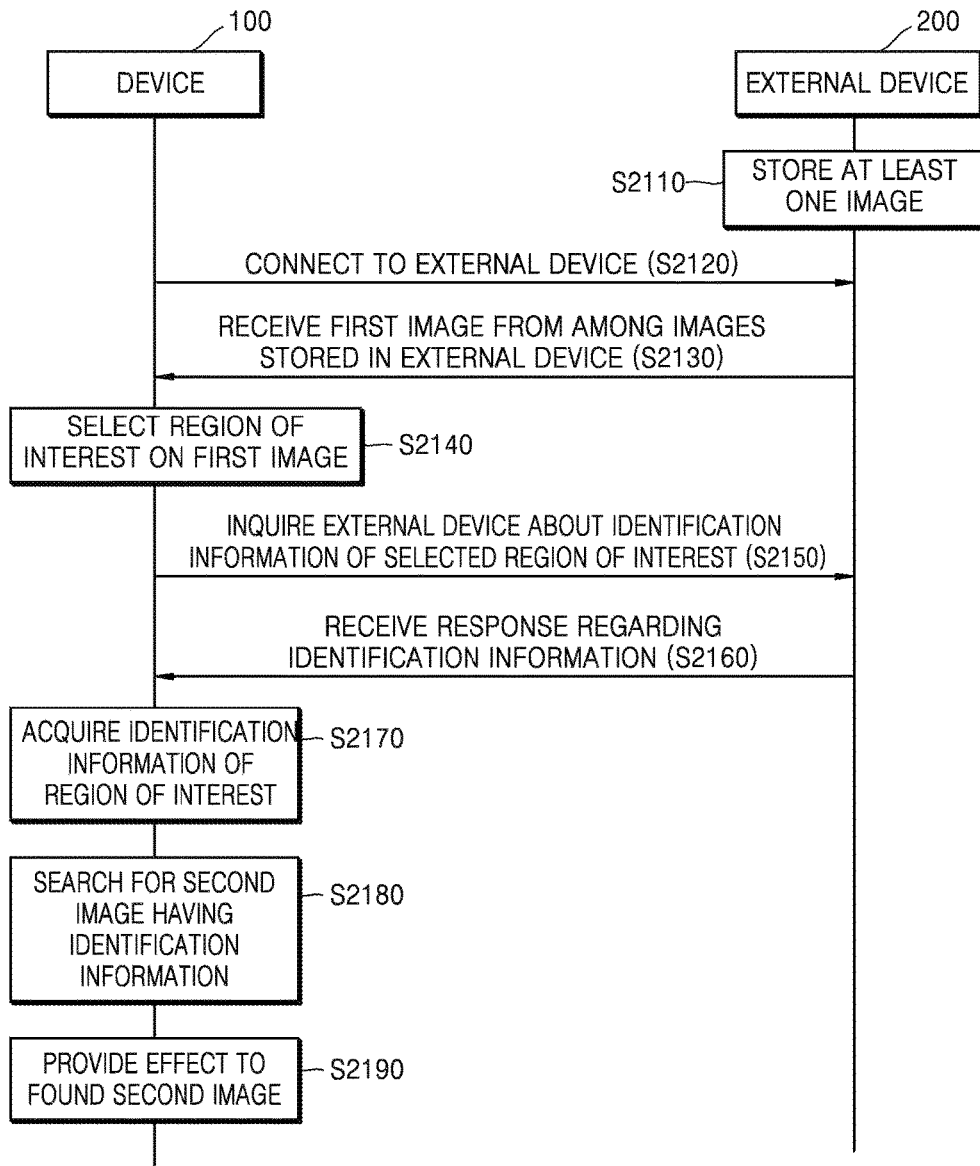 100
200
DEVICE
EXTERNAL DEVICE
S2110
STORE AT LEAST
ONE IMAGE
CONNECT TO EXTERNAL DEVICE (S2120)
RECEIVE FIRST IMAGE FROM AMONG IMAGES
STORED IN EXTERNAL DEVICE (S2130)
SELECT REGION OF
INTEREST ON FIRST IMAGE
S2140
INQUIRE EXTERNAL DEVICE ABOUT IDENTIFICATION
INFORMATION OF SELECTED REGION OF INTEREST (S2150)
RECEIVE RESPONSE REGARDING
IDENTIFICATION INFORMATION (S2160)
ACQUIRE IDENTIFICATION
INFORMATION OF
REGION OF INTEREST
S2170
SEARCH FOR SECOND
IMAGE HAVING
IDENTIFICATION
INFORMATION
S2180
PROVIDE EFFECT TO
FOUND SECOND IMAGE
S2190